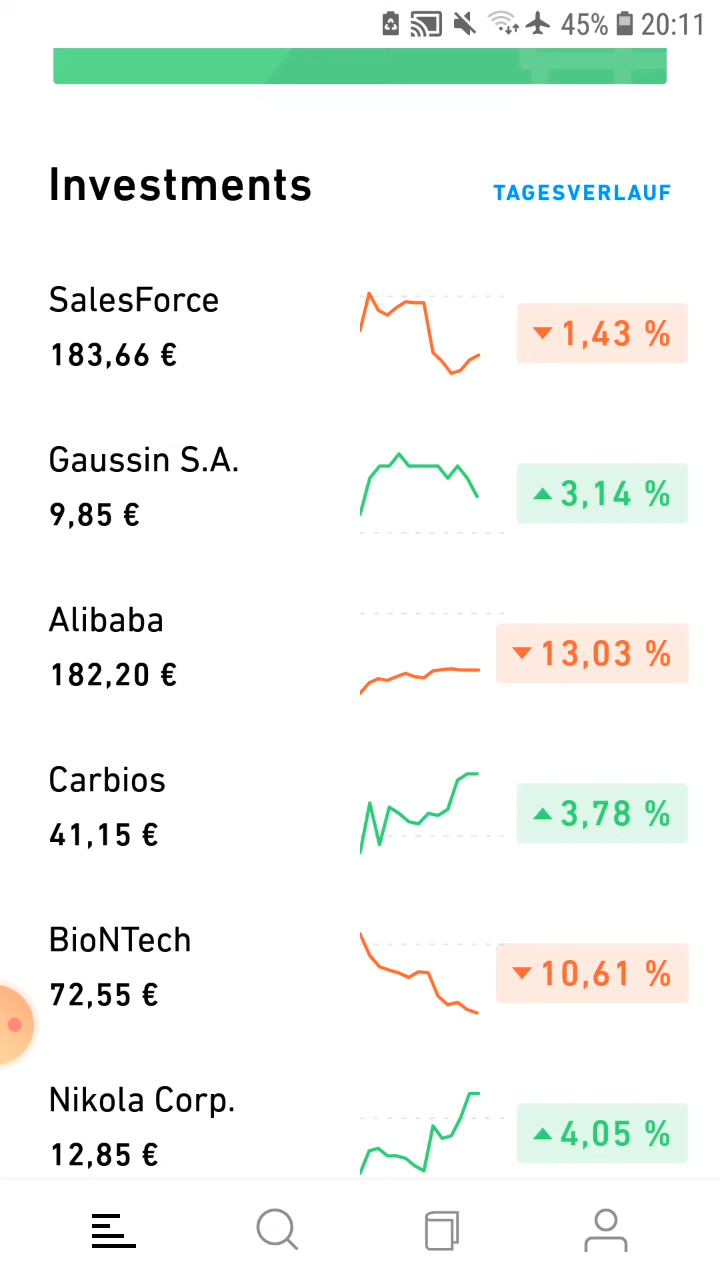 45% 20:11
Investments
TAGESVERLAUF
SalesForce
183,66 €
▼ 1,43 %
Gaussin S.A.
9,85 €
▲ 3,14 %
Alibaba
182,20 €
▼ 13,03 %
Carbios
41,15 €
▲ 3,78 %
BioNTech
72,55 €
▼ 10,61 %
Nikola Corp.
12,85 €
▲ 4,05 %